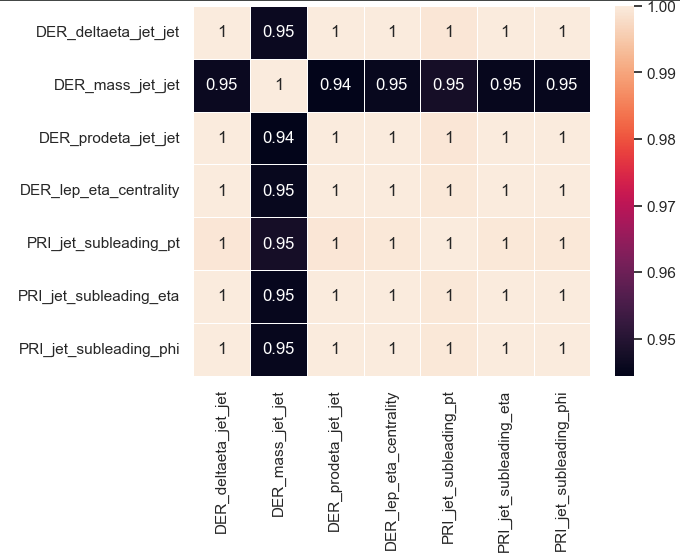 DER_deltaeta_jet_jet 1 0.95 1 1 1 1 1
DER_mass_jet_jet 0.95 1 0.94 0.95 0.95 0.95 0.95
DER_prodeta_jet_jet 1 0.94 1 1 1 1 1
DER_lep_eta_centrality 1 0.95 1 1 1 1 1
PRI_jet_subleading_pt 1 0.95 1 1 1 1 1
PRI_jet_subleading_eta 1 0.95 1 1 1 1 1
PRI_jet_subleading_phi 1 0.95 1 1 1 1 1
DER_deltaeta_jet_jet
DER_mass_jet_jet
DER_prodeta_jet_jet
DER_lep_eta_centrality
PRI_jet_subleading_pt
PRI_jet_subleading_eta
PRI_jet_subleading_phi
1.00
0.99
0.98
0.97
0.96
0.95